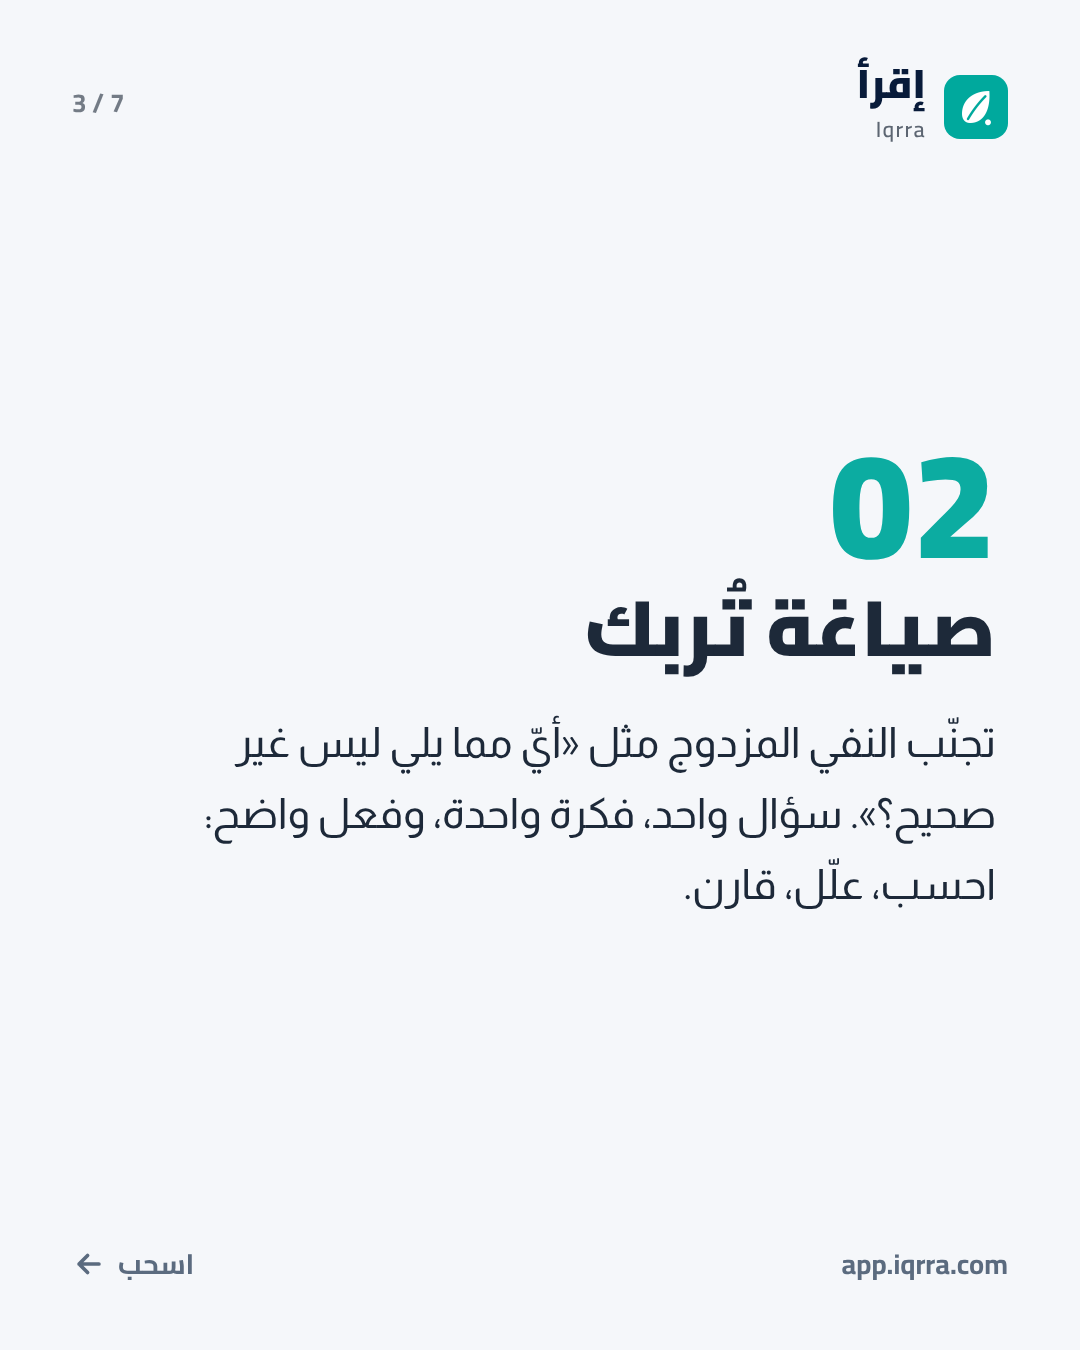 إقرأ
Iqrra
3 / 7
02
صياغة تُربك
تجنّب النفي المزدوج مثل «أيّ مما يلي ليس غير
صحيح؟». سؤال واحد، فكرة واحدة، وفعل واضح:
احسب، علّل، قارن.
app.iqrra.com
اسحب ←